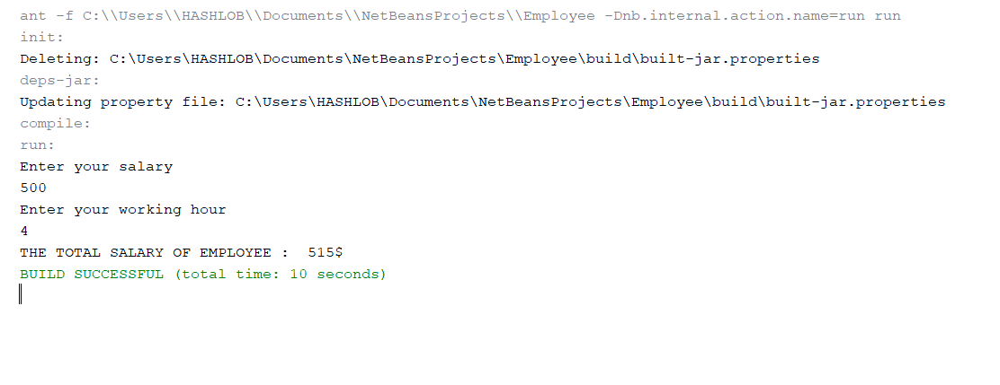 ant -f C:\\Users\\HASHLOB\\Documents\\NetBeansProjects\\Employee -Dnb.internal.action.name=run run
init:
Deleting: C:\Users\HASHLOB\Documents\NetBeansProjects\Employee\build\built-jar.properties
deps-jar:
Updating property file: C:\Users\HASHLOB\Documents\NetBeansProjects\Employee\build\built-jar.properties
compile:
run:
Enter your salary
500
Enter your working hour
4
THE TOTAL SALARY OF EMPLOYEE :  515$
BUILD SUCCESSFUL (total time: 10 seconds)